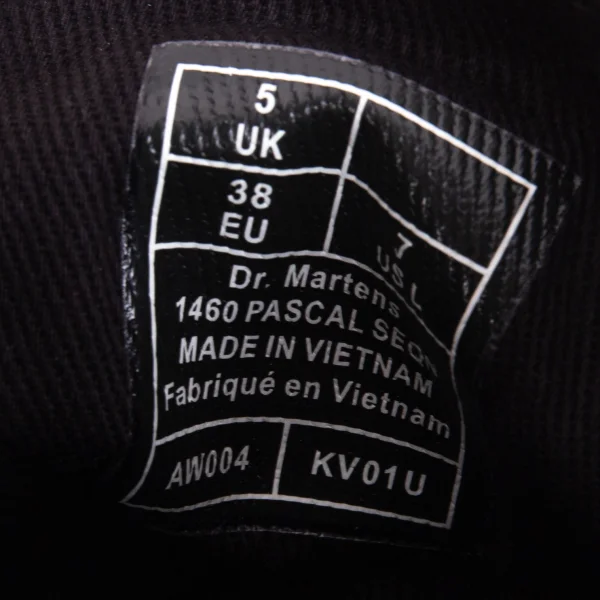 5
UK
38
EU
7
US L
Dr. Martens
1460 PASCAL SEQN
MADE IN VIETNAM
Fabriqué en Vietnam
AW004
KV01U